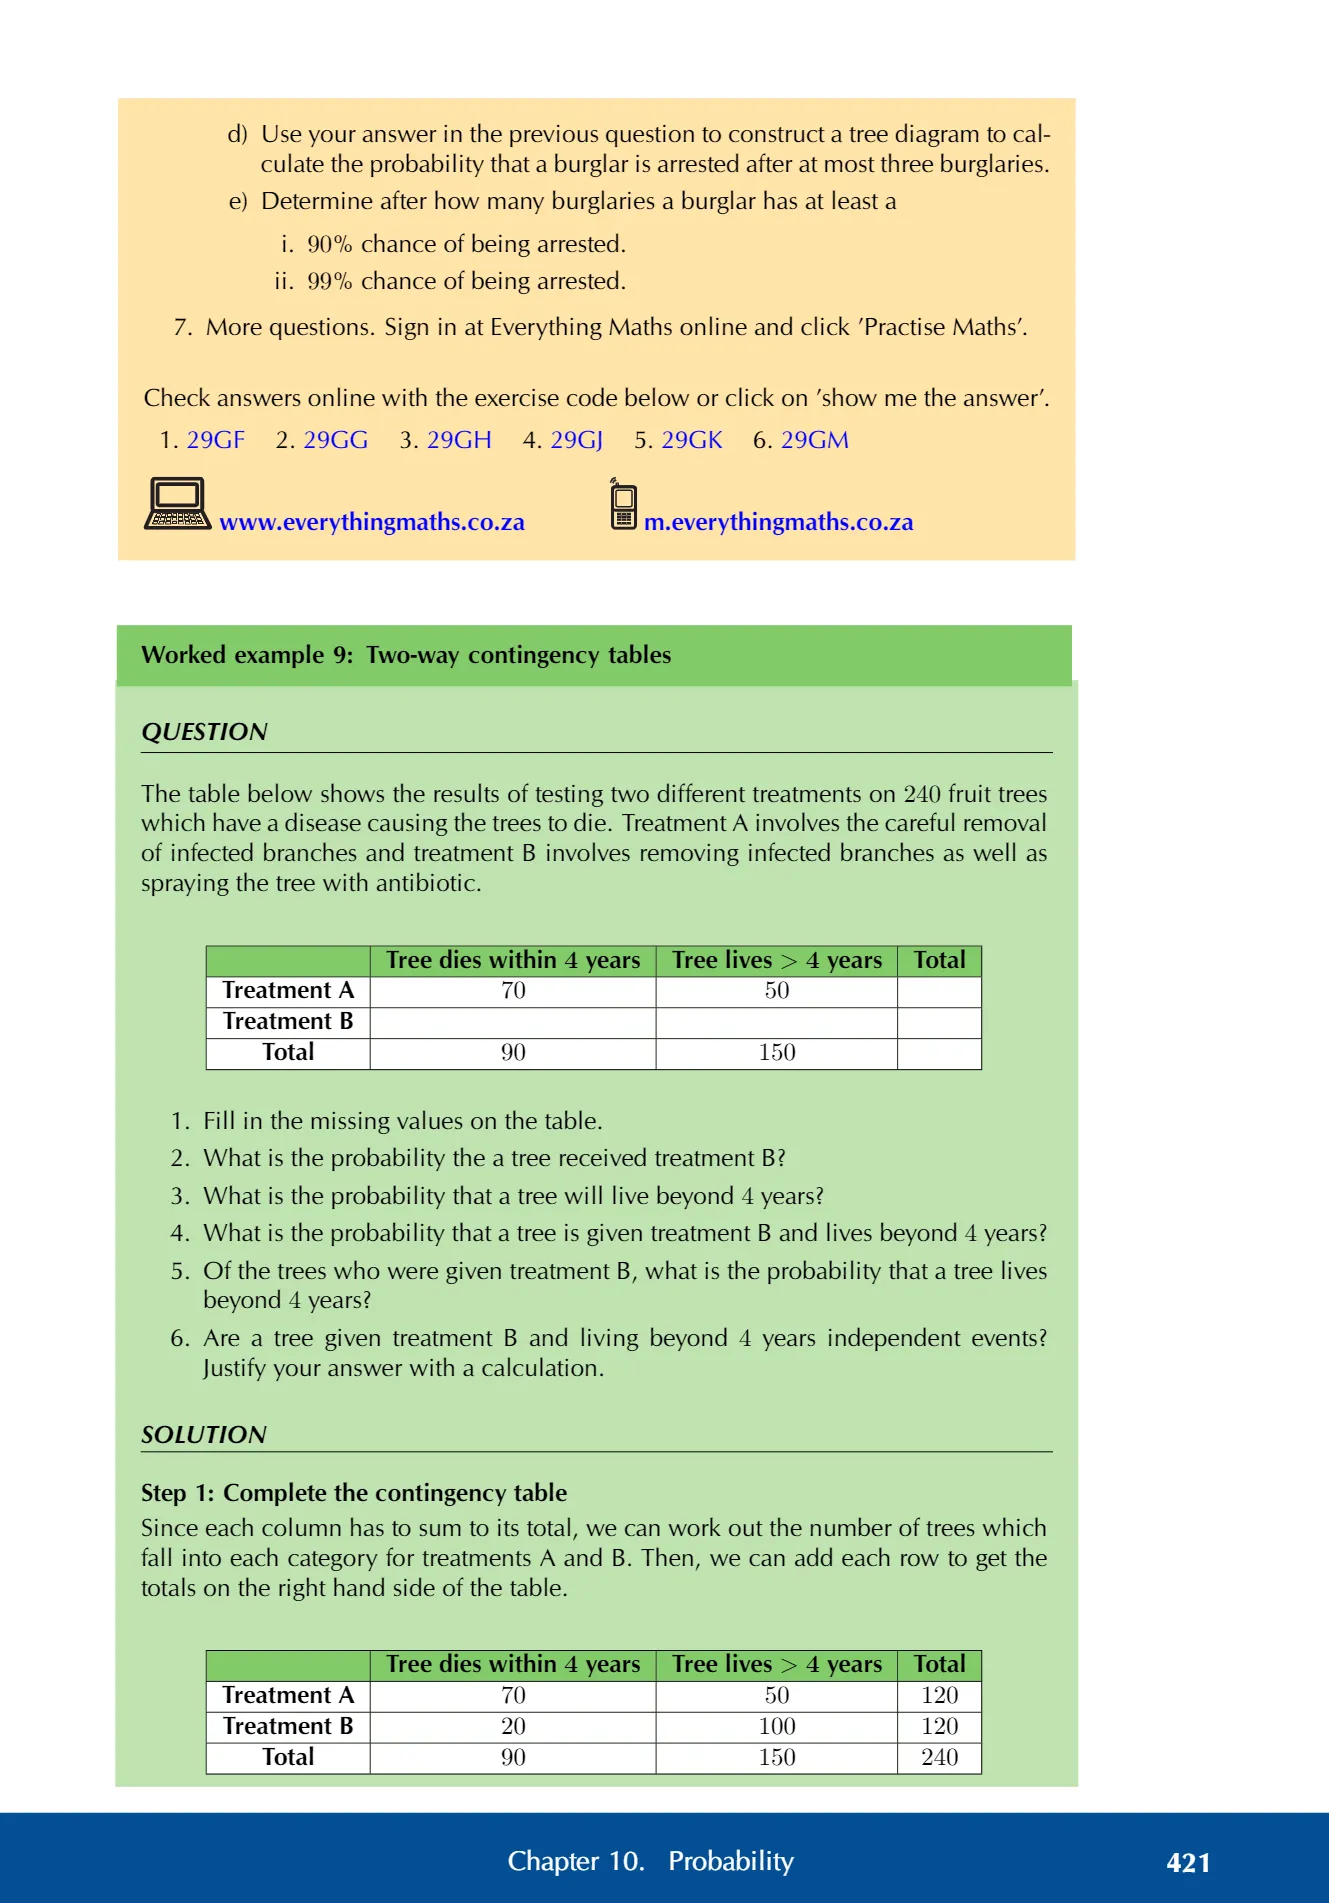 d) Use your answer in the previous question to construct a tree diagram to cal-
culate the probability that a burglar is arrested after at most three burglaries.
e) Determine after how many burglaries a burglar has at least a
i. 90% chance of being arrested.
ii. 99% chance of being arrested.
7. More questions. Sign in at Everything Maths online and click ’Practise Maths’.
Check answers online with the exercise code below or click on ’show me the answer’.
1. 29GF 2. 29GG 3. 29GH 4. 29GJ 5. 29GK 6. 29GM
www.everythingmaths.co.za m.everythingmaths.co.za
Worked example 9: Two-way contingency tables
QUESTION
The table below shows the results of testing two different treatments on 240 fruit trees
which have a disease causing the trees to die. Treatment A involves the careful removal
of infected branches and treatment B involves removing infected branches as well as
spraying the tree with antibiotic.
Tree dies within 4 years Tree lives > 4 years Total
Treatment A 70 50
Treatment B
Total 90 150
1. Fill in the missing values on the table.
2. What is the probability the a tree received treatment B?
3. What is the probability that a tree will live beyond 4 years?
4. What is the probability that a tree is given treatment B and lives beyond 4 years?
5. Of the trees who were given treatment B, what is the probability that a tree lives
beyond 4 years?
6. Are a tree given treatment B and living beyond 4 years independent events?
Justify your answer with a calculation.
SOLUTION
Step 1: Complete the contingency table
Since each column has to sum to its total, we can work out the number of trees which
fall into each category for treatments A and B. Then, we can add each row to get the
totals on the right hand side of the table.
Tree dies within 4 years Tree lives > 4 years Total
Treatment A 70 50 120
Treatment B 20 100 120
Total 90 150 240
Chapter 10. Probability 421